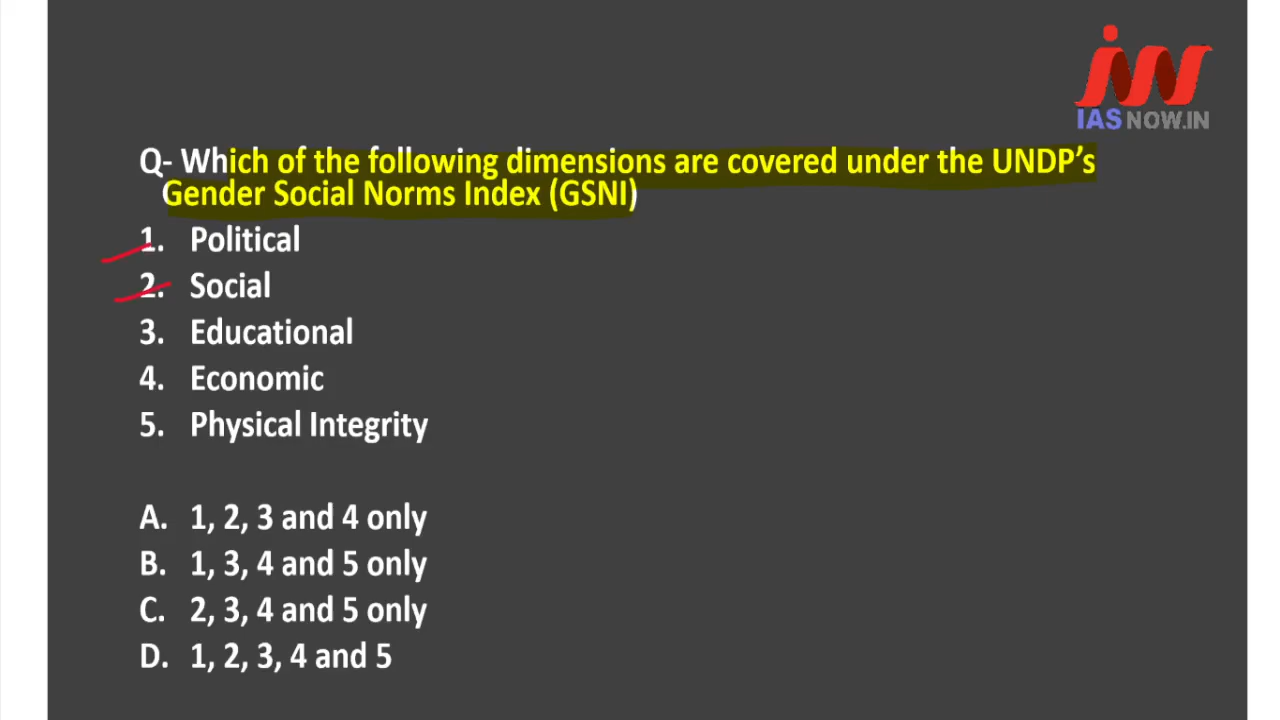 IAS NOW.IN
Q- Which of the following dimensions are covered under the UNDP's
Gender Social Norms Index (GSNI)
1. Political
2. Social
3. Educational
4. Economic
5. Physical Integrity
A. 1, 2, 3 and 4 only
B. 1, 3, 4 and 5 only
C. 2, 3, 4 and 5 only
D. 1, 2, 3, 4 and 5